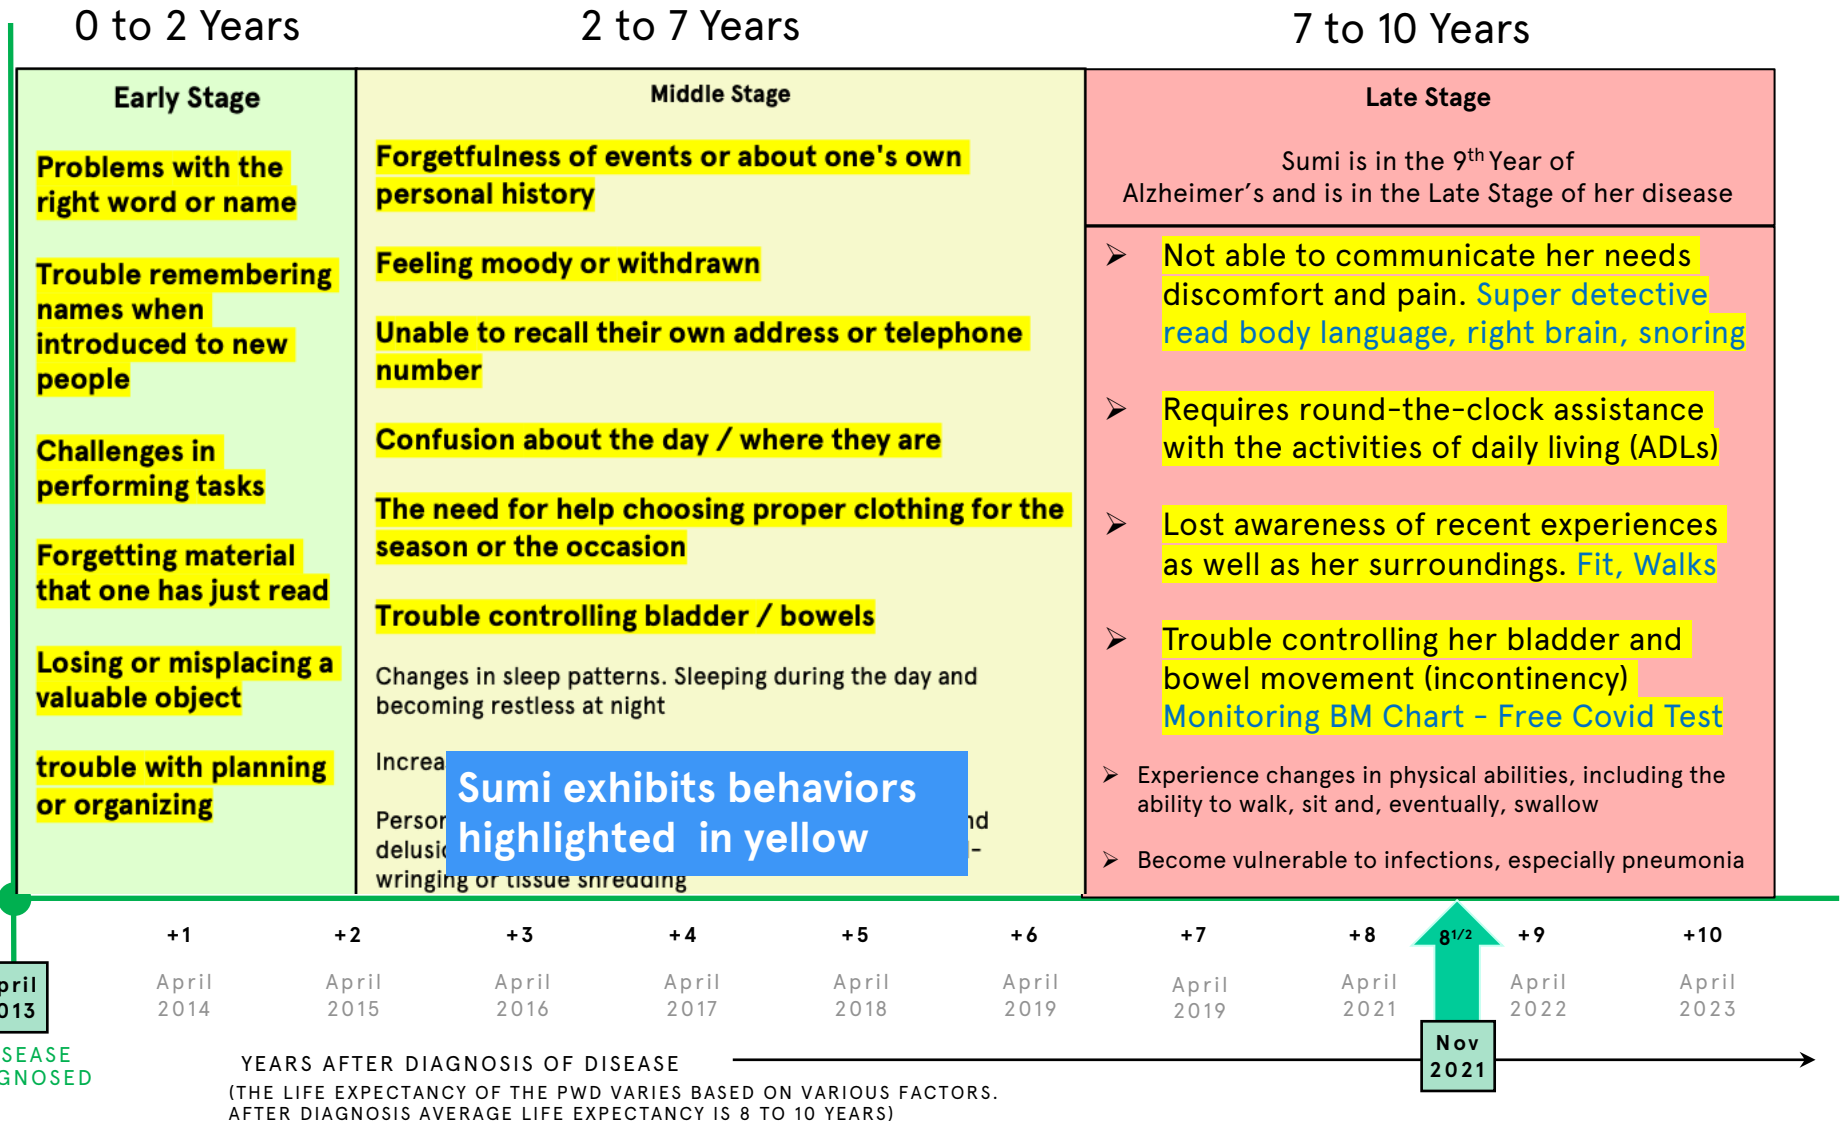 0 to 2 Years
2 to 7 Years
7 to 10 Years
Early Stage
Problems with the
right word or name
Trouble remembering
names when
introduced to new
people
Challenges in
performing tasks
Forgetting material
that one has just read
Losing or misplacing a
valuable object
trouble with planning
or organizing
Middle Stage
Forgetfulness of events or about one's own
personal history
Feeling moody or withdrawn
Unable to recall their own address or telephone
number
Confusion about the day / where they are
The need for help choosing proper clothing for the
season or the occasion
Trouble controlling bladder / bowels
Changes in sleep patterns. Sleeping during the day and
becoming restless at night
Sumi exhibits behaviors
highlighted in yellow
wringing or tissue shredding
Late Stage
Sumi is in the 9th Year of
Alzheimer’s and is in the Late Stage of her disease
➢ Not able to communicate her needs
discomfort and pain. Super detective
read body language, right brain, snoring
➢ Requires round-the-clock assistance
with the activities of daily living (ADLs)
➢ Lost awareness of recent experiences
as well as her surroundings. Fit, Walks
➢ Trouble controlling her bladder and
bowel movement (incontinency)
Monitoring BM Chart - Free Covid Test
➢ Experience changes in physical abilities, including the
ability to walk, sit and, eventually, swallow
➢ Become vulnerable to infections, especially pneumonia
+1 +2 +3 +4 +5 +6 +7 +8 8 1/2 +9 +10
April April April April April April April April April April
2014 2015 2016 2017 2018 2019 2019 2021 2022 2023
Nov
2021
YEARS AFTER DIAGNOSIS OF DISEASE
(THE LIFE EXPECTANCY OF THE PWD VARIES BASED ON VARIOUS FACTORS.
AFTER DIAGNOSIS AVERAGE LIFE EXPECTANCY IS 8 TO 10 YEARS)